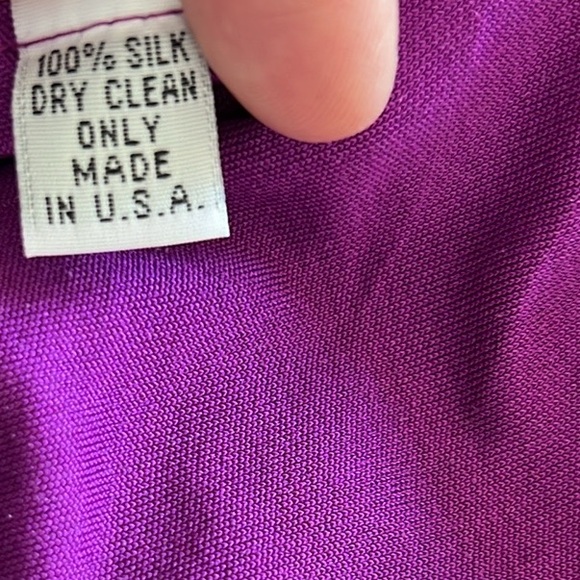 100% SILK
DRY CLEAN
ONLY
MADE
IN U.S.A.